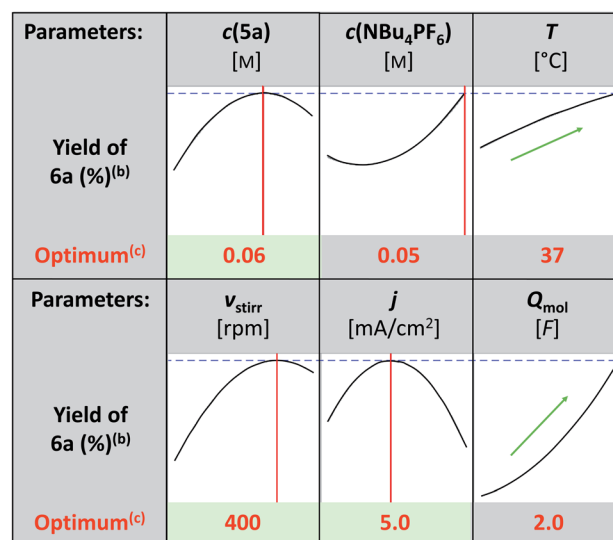 Parameters: c(5a) c(NBu4PF6) T
[M] [M] [°C]
Yield of
6a (%)(b)
Optimum(c) 0.06 0.05 37
Parameters: vstirr j Qmol
[rpm] [mA/cm2] [F]
Yield of
6a (%)(b)
Optimum(c) 400 5.0 2.0